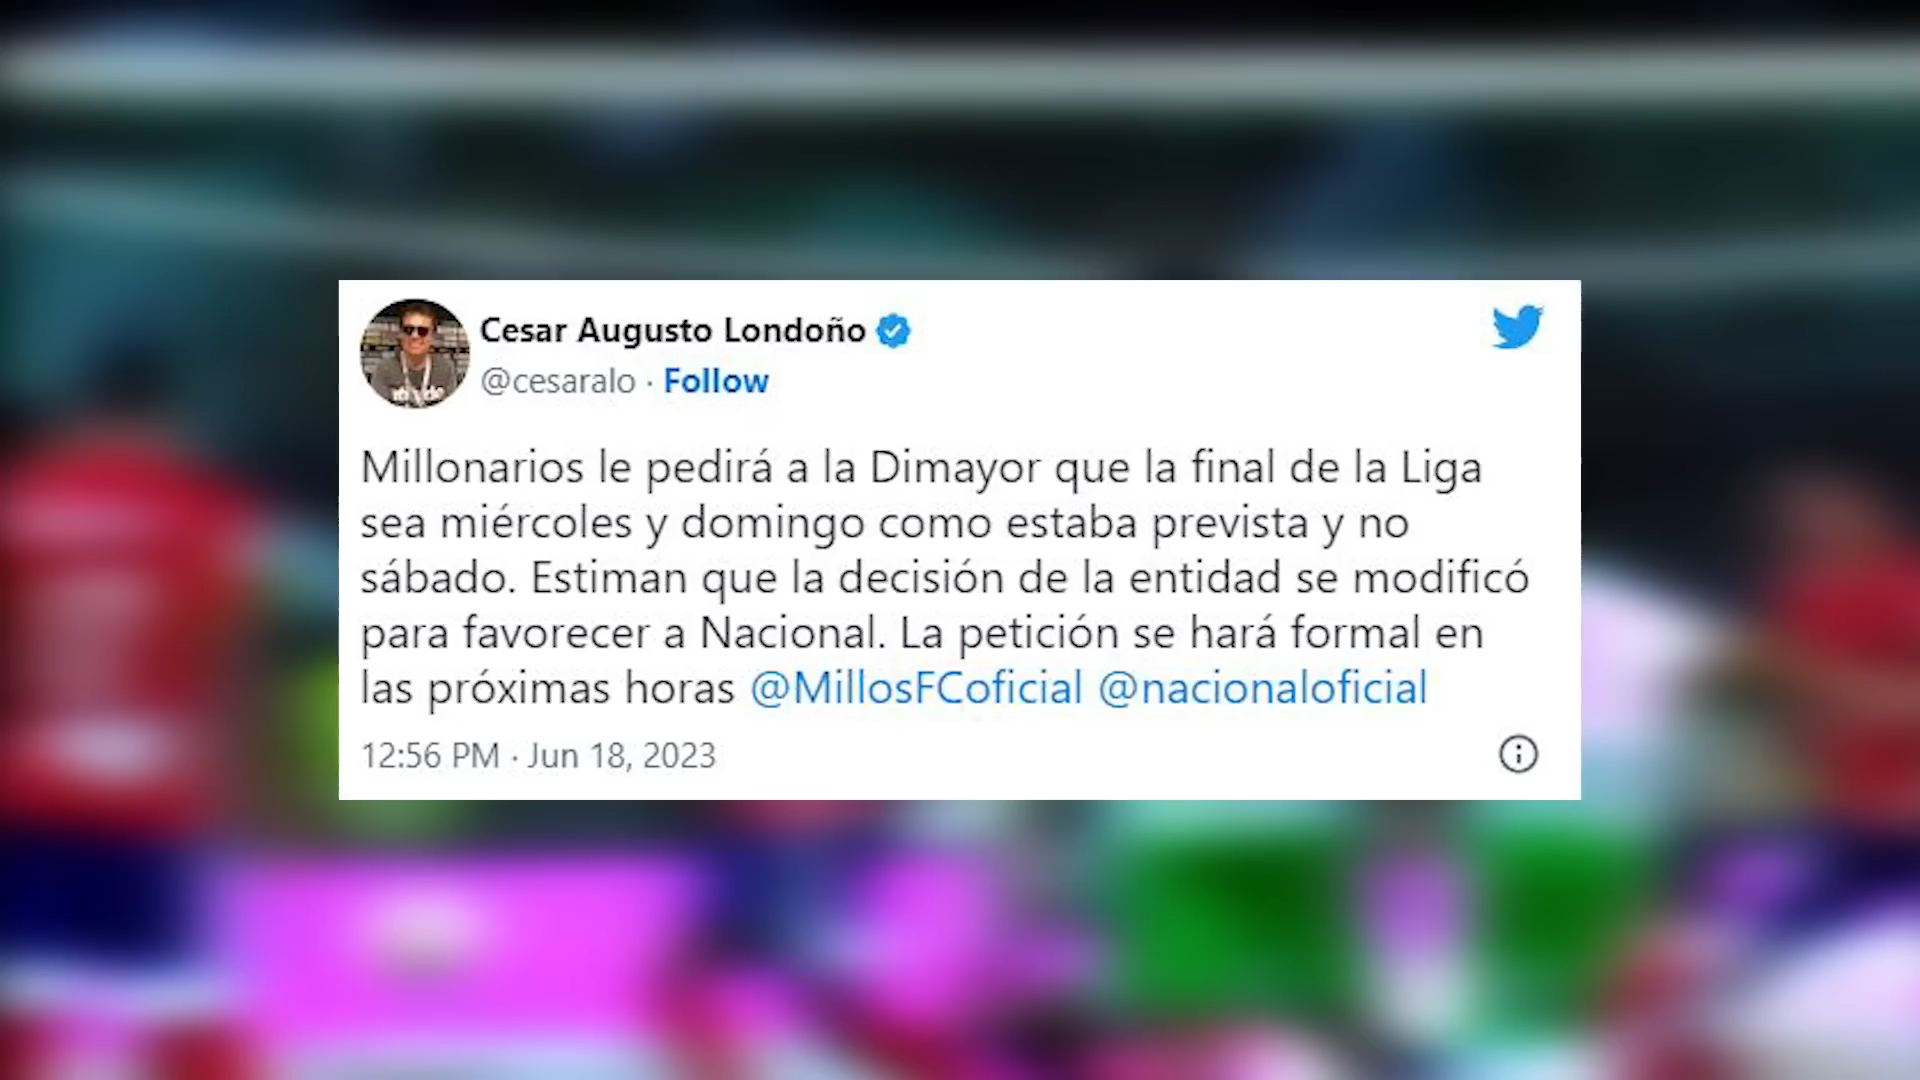 Cesar Augusto Londoño
@cesaralo · Follow
Millonarios le pedirá a la Dimayor que la final de la Liga
sea miércoles y domingo como estaba prevista y no
sábado. Estiman que la decisión de la entidad se modificó
para favorecer a Nacional. La petición se hará formal en
las próximas horas @MillosFCoficial @nacionaloficial
12:56 PM · Jun 18, 2023